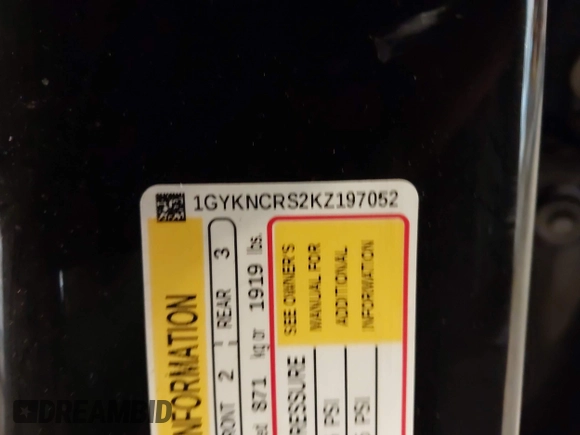 1GYKNCRS2KZ197052
INFORMATION
FRONT 2 REAR 3
871 kg or 1919 lbs.
SEE OWNER'S
MANUAL FOR
ADDITIONAL
INFORMATION
PRESSURE
PSI
PSI
DREAMBID